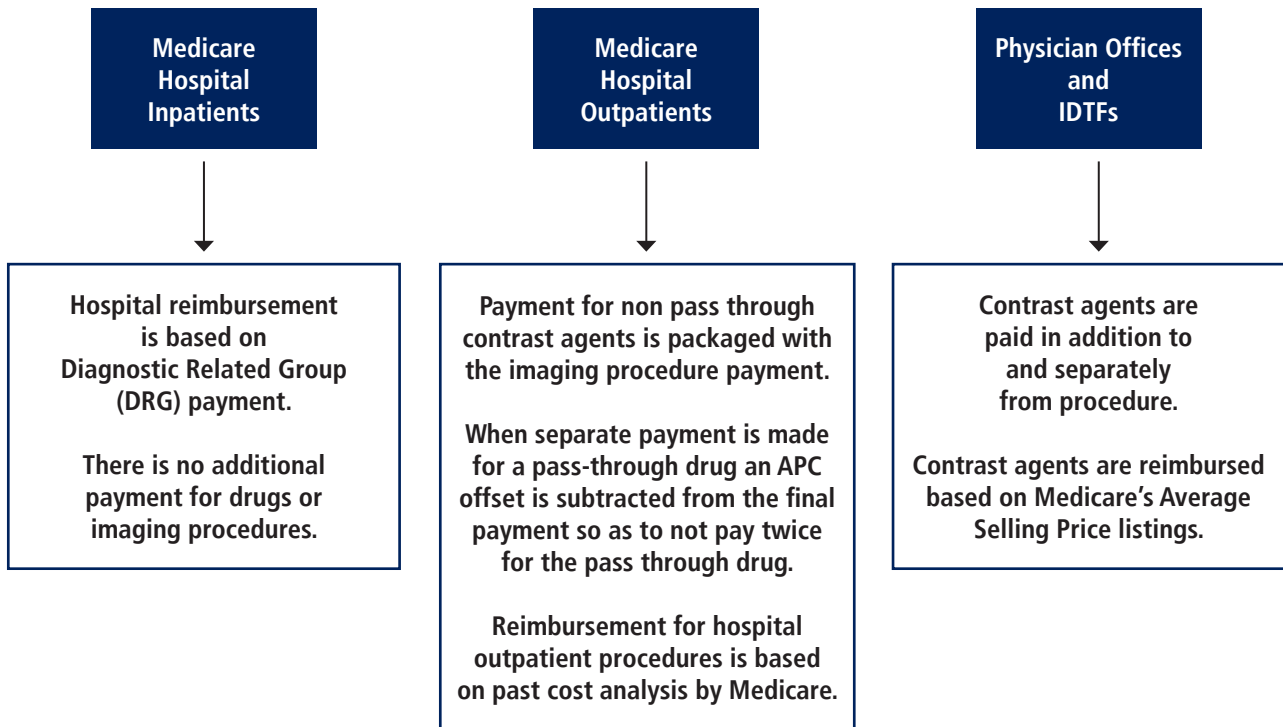 Medicare
Hospital
Inpatients
Hospital reimbursement
is based on
Diagnostic Related Group
(DRG) payment.
There is no additional
payment for drugs or
imaging procedures.
Medicare
Hospital
Outpatients
Payment for non pass through
contrast agents is packaged with
the imaging procedure payment.
When separate payment is made
for a pass-through drug an APC
offset is subtracted from the final
payment so as to not pay twice
for the pass through drug.
Reimbursement for hospital
outpatient procedures is based
on past cost analysis by Medicare.
Physician Offices
and
IDTFs
Contrast agents are
paid in addition to
and separately
from procedure.
Contrast agents are reimbursed
based on Medicare's Average
Selling Price listings.